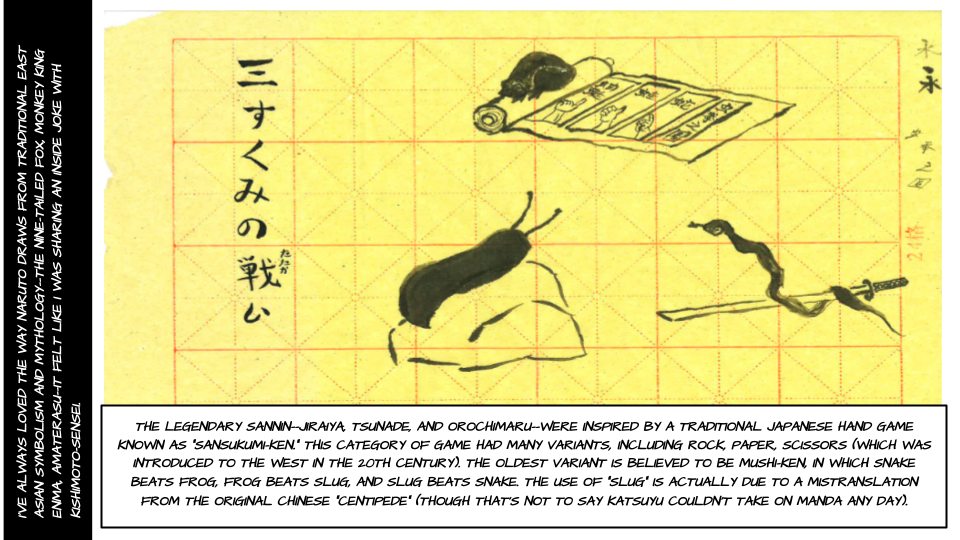 I'VE ALWAYS LOVED THE WAY NARUTO DRAWS FROM TRADITIONAL EAST
ASIAN SYMBOLISM AND MYTHOLOGY--THE NINE-TAILED FOX, MONKEY KING
ENMA, AMATERASU--IT FELT LIKE I WAS SHARING AN INSIDE JOKE WITH
KISHIMOTO-SENSEI.
三すくみの戦い
たたか
永
永
24格
THE LEGENDARY SANNIN--JIRAIYA, TSUNADE, AND OROCHIMARU--WERE INSPIRED BY A TRADITIONAL JAPANESE HAND GAME
KNOWN AS "SANSUKUMI-KEN." THIS CATEGORY OF GAME HAD MANY VARIANTS, INCLUDING ROCK, PAPER, SCISSORS (WHICH WAS
INTRODUCED TO THE WEST IN THE 20TH CENTURY). THE OLDEST VARIANT IS BELIEVED TO BE MUSHI-KEN, IN WHICH SNAKE
BEATS FROG, FROG BEATS SLUG, AND SLUG BEATS SNAKE. THE USE OF "SLUG" IS ACTUALLY DUE TO A MISTRANSLATION
FROM THE ORIGINAL CHINESE "CENTIPEDE" (THOUGH THAT'S NOT TO SAY KATSUYU COULDN'T TAKE ON MANDA ANY DAY).